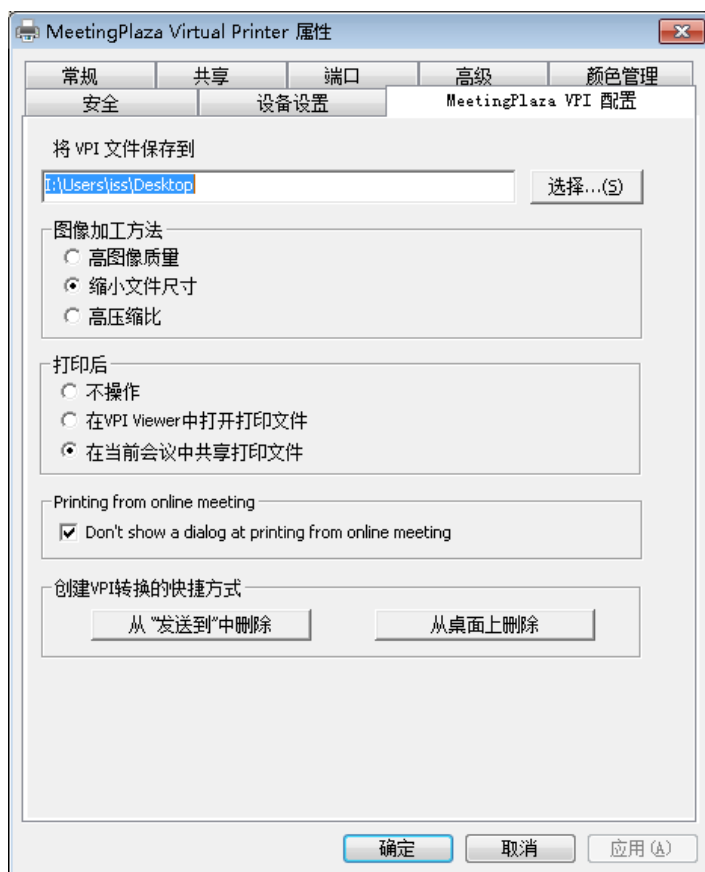 MeetingPlaza Virtual Printer 属性
常规 共享 端口 高级 颜色管理
安全 设备设置 MeetingPlaza VPI 配置
将 VPI 文件保存到
I:\Users\iss\Desktop 选择...(S)
图像加工方法
高图像质量
缩小文件尺寸
高压缩比
打印后
不操作
在VPI Viewer中打开打印文件
在当前会议中共享打印文件
Printing from online meeting
Don't show a dialog at printing from online meeting
创建VPI转换的快捷方式
从"发送到"中删除 从桌面上删除
确定 取消 应用(A)